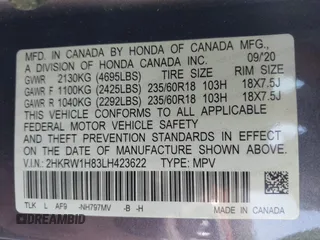 MFD. IN CANADA BY HONDA OF CANADA MFG.,
A DIVISION OF HONDA CANADA INC. 09/20
GVWR 2130KG (4695LBS) TIRE SIZE RIM SIZE
GAWR F 1100KG (2425LBS) 235/60R18 103H 18X7.5J
GAWR R 1040KG (2292LBS) 235/60R18 103H 18X7.5J
THIS VEHICLE CONFORMS TO ALL APPLICABLE
FEDERAL MOTOR VEHICLE SAFETY AND
THEFT PREVENTION STANDARDS IN EFFECT ON
THE DATE OF MANUFACTURE SHOWN ABOVE.
V.I.N.: 2HKRW1H83LH423622 TYPE: MPV
TLK L AF9 -NH797MV -B -H
DREAMBID